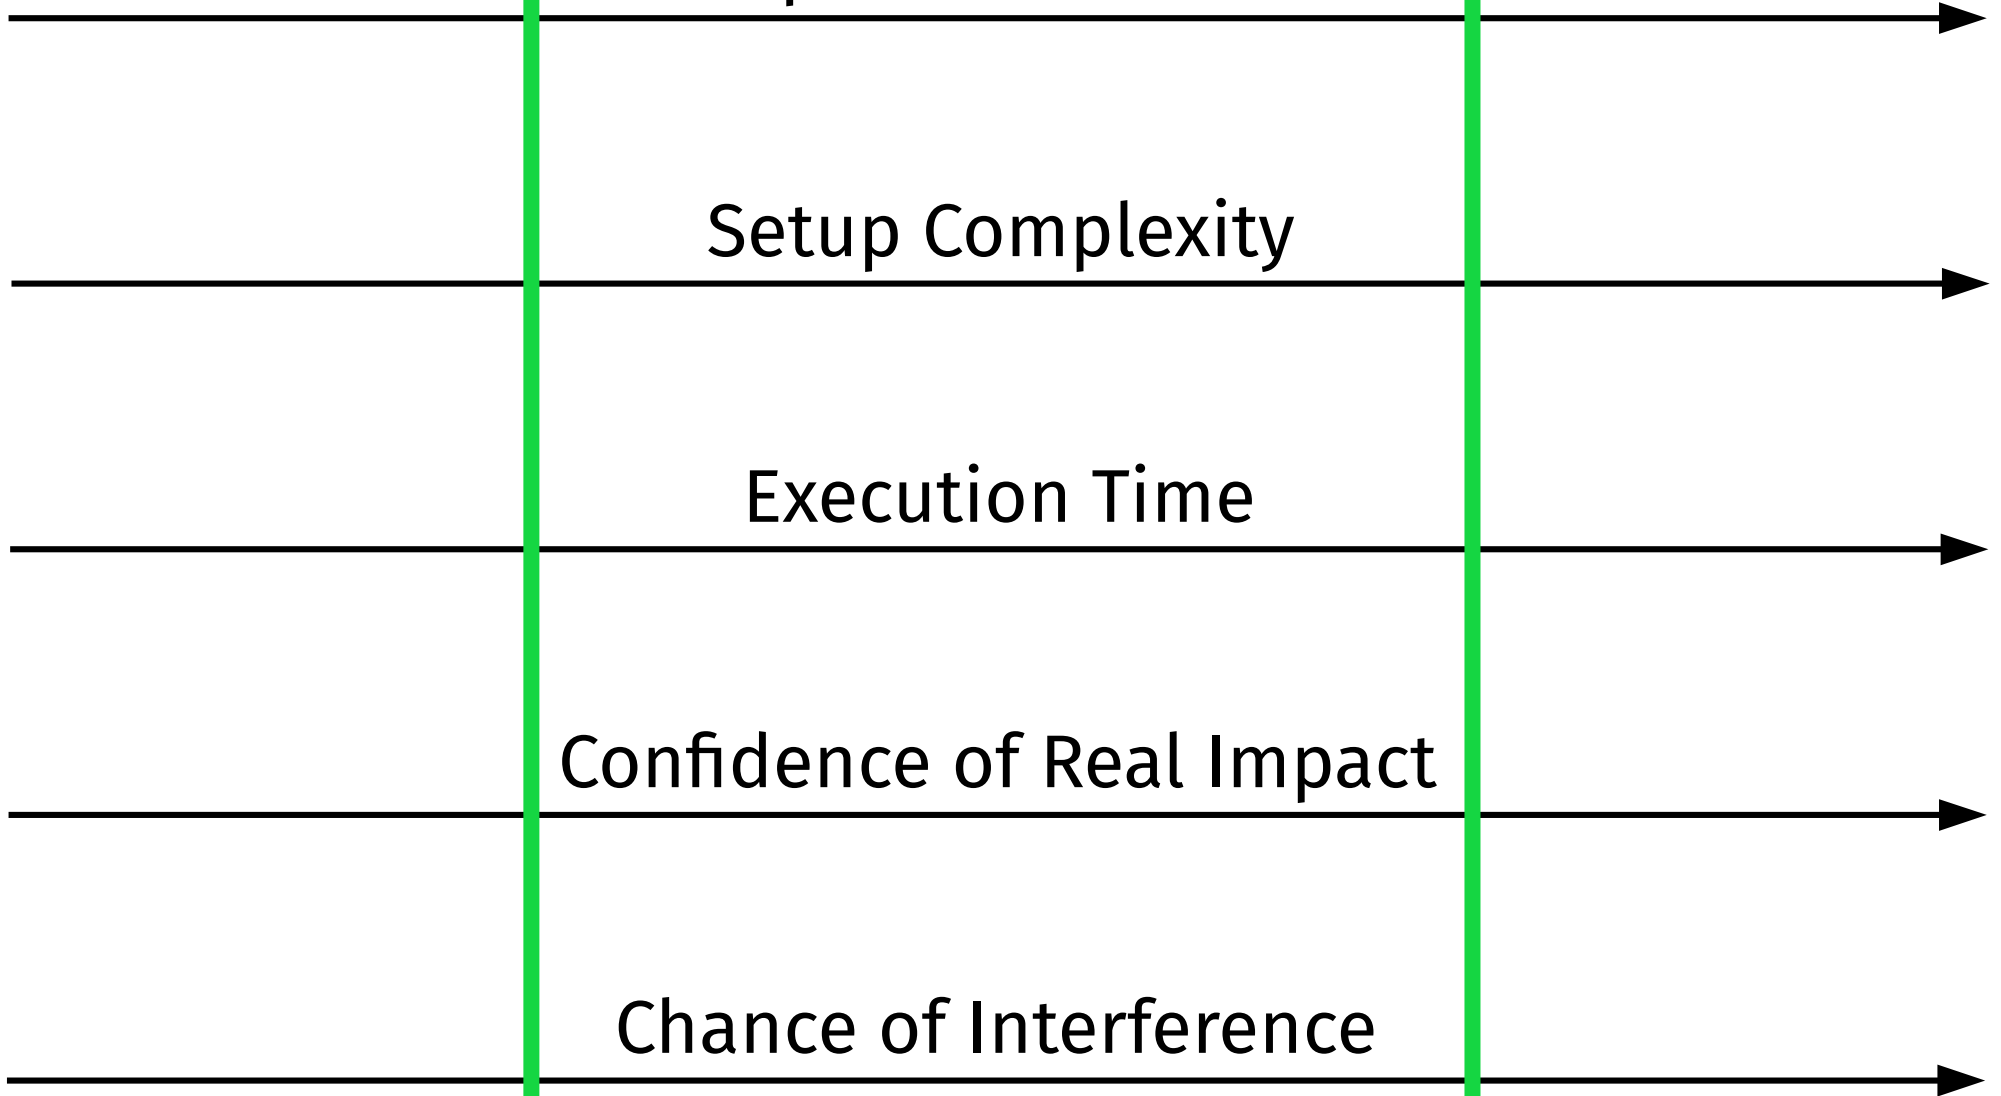 Setup Complexity
Execution Time
Confidence of Real Impact
Chance of Interference